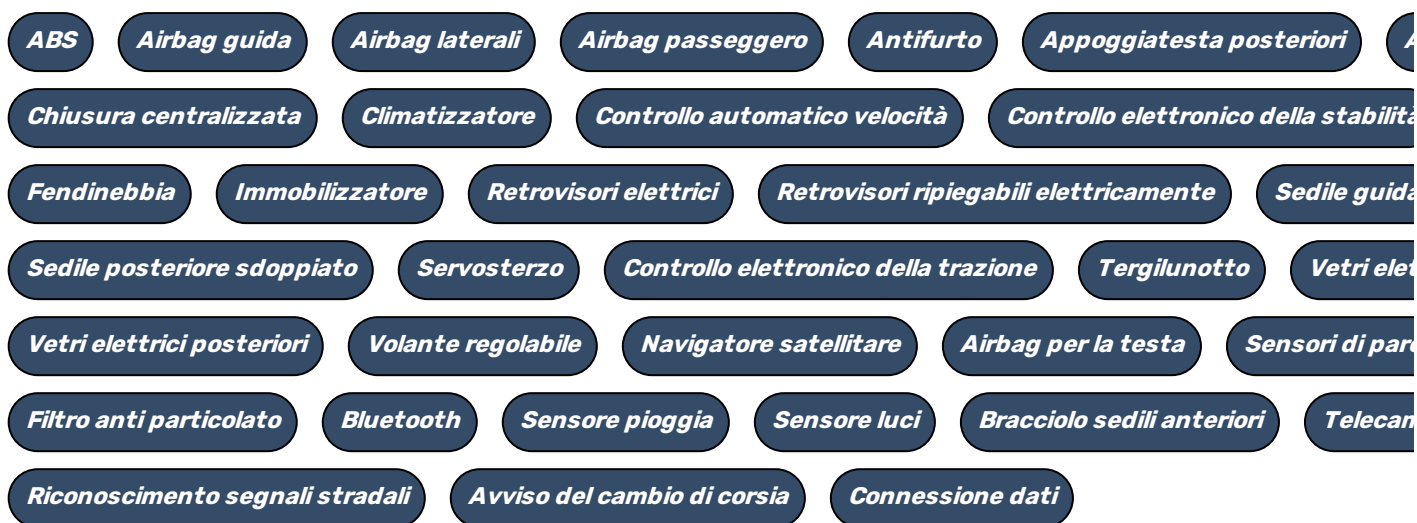 ABS Airbag guida Airbag laterali Airbag passeggero Antifurto Appoggiatesta posteriori
Chiusura centralizzata Climatizzatore Controllo automatico velocità Controllo elettronico della stabilità
Fendinebbia Immobilizzatore Retrovisori elettrici Retrovisori ripiegabili elettricamente Sedile guida
Sedile posteriore sdoppiato Servosterzo Controllo elettronico della trazione Tergilunotto Vetri
Vetri elettrici posteriori Volante regolabile Navigatore satellitare Airbag per la testa Sensori di
Filtro anti particolato Bluetooth Sensore pioggia Sensore luci Bracciolo sedili anteriori
Riconoscimento segnali stradali Avviso del cambio di corsia Connessione dati